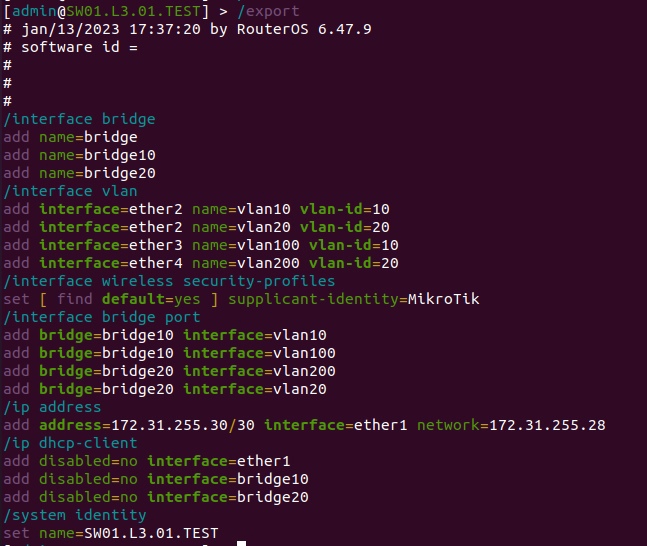 [admin@SW01.L3.01.TEST] > /export
# jan/13/2023 17:37:20 by RouterOS 6.47.9
# software id =
#
#
#
/interface bridge
add name=bridge
add name=bridge10
add name=bridge20
/interface vlan
add interface=ether2 name=vlan10 vlan-id=10
add interface=ether2 name=vlan20 vlan-id=20
add interface=ether3 name=vlan100 vlan-id=10
add interface=ether4 name=vlan200 vlan-id=20
/interface wireless security-profiles
set [ find default=yes ] supplicant-identity=MikroTik
/interface bridge port
add bridge=bridge10 interface=vlan10
add bridge=bridge10 interface=vlan100
add bridge=bridge20 interface=vlan200
add bridge=bridge20 interface=vlan20
/ip address
add address=172.31.255.30/30 interface=ether1 network=172.31.255.28
/ip dhcp-client
add disabled=no interface=ether1
add disabled=no interface=bridge10
add disabled=no interface=bridge20
/system identity
set name=SW01.L3.01.TEST